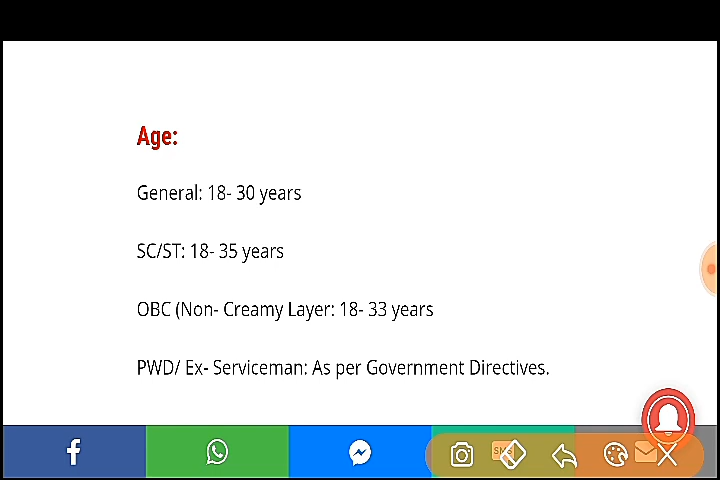 Age:
General: 18- 30 years
SC/ST: 18- 35 years
OBC (Non- Creamy Layer: 18- 33 years
PWD/ Ex- Serviceman: As per Government Directives.
SMS